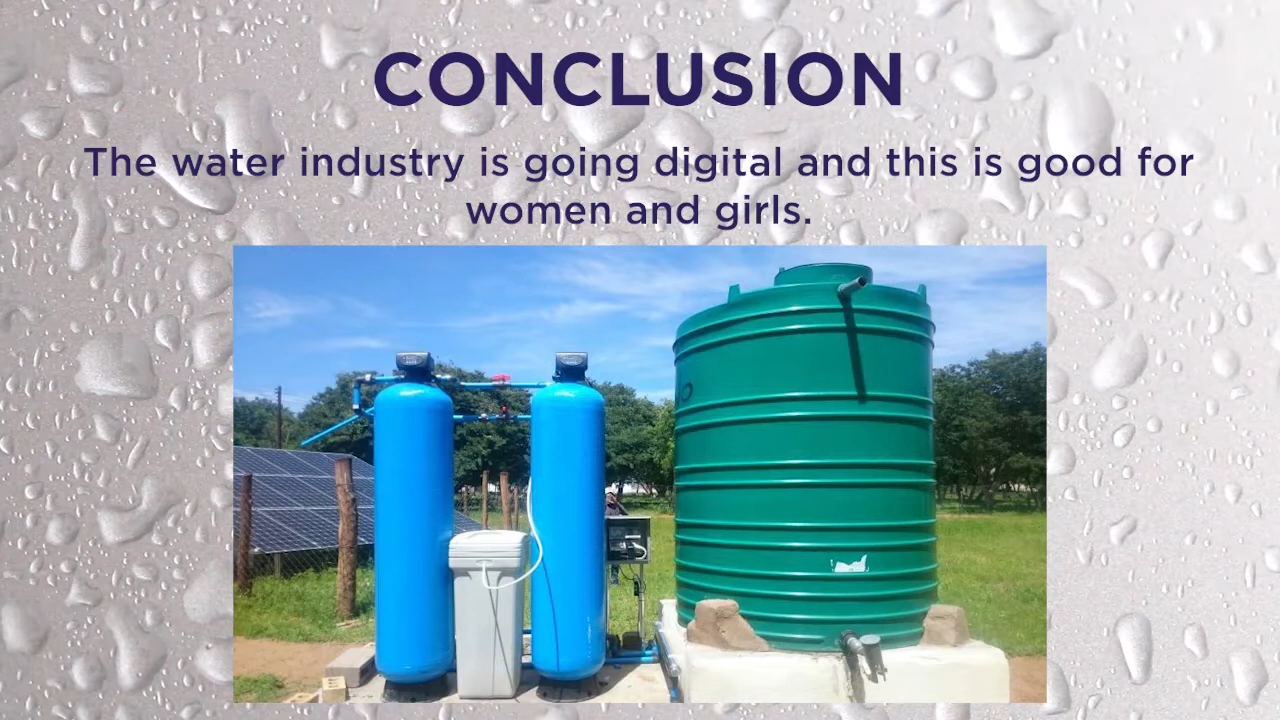 CONCLUSION
The water industry is going digital and this is good for
women and girls.